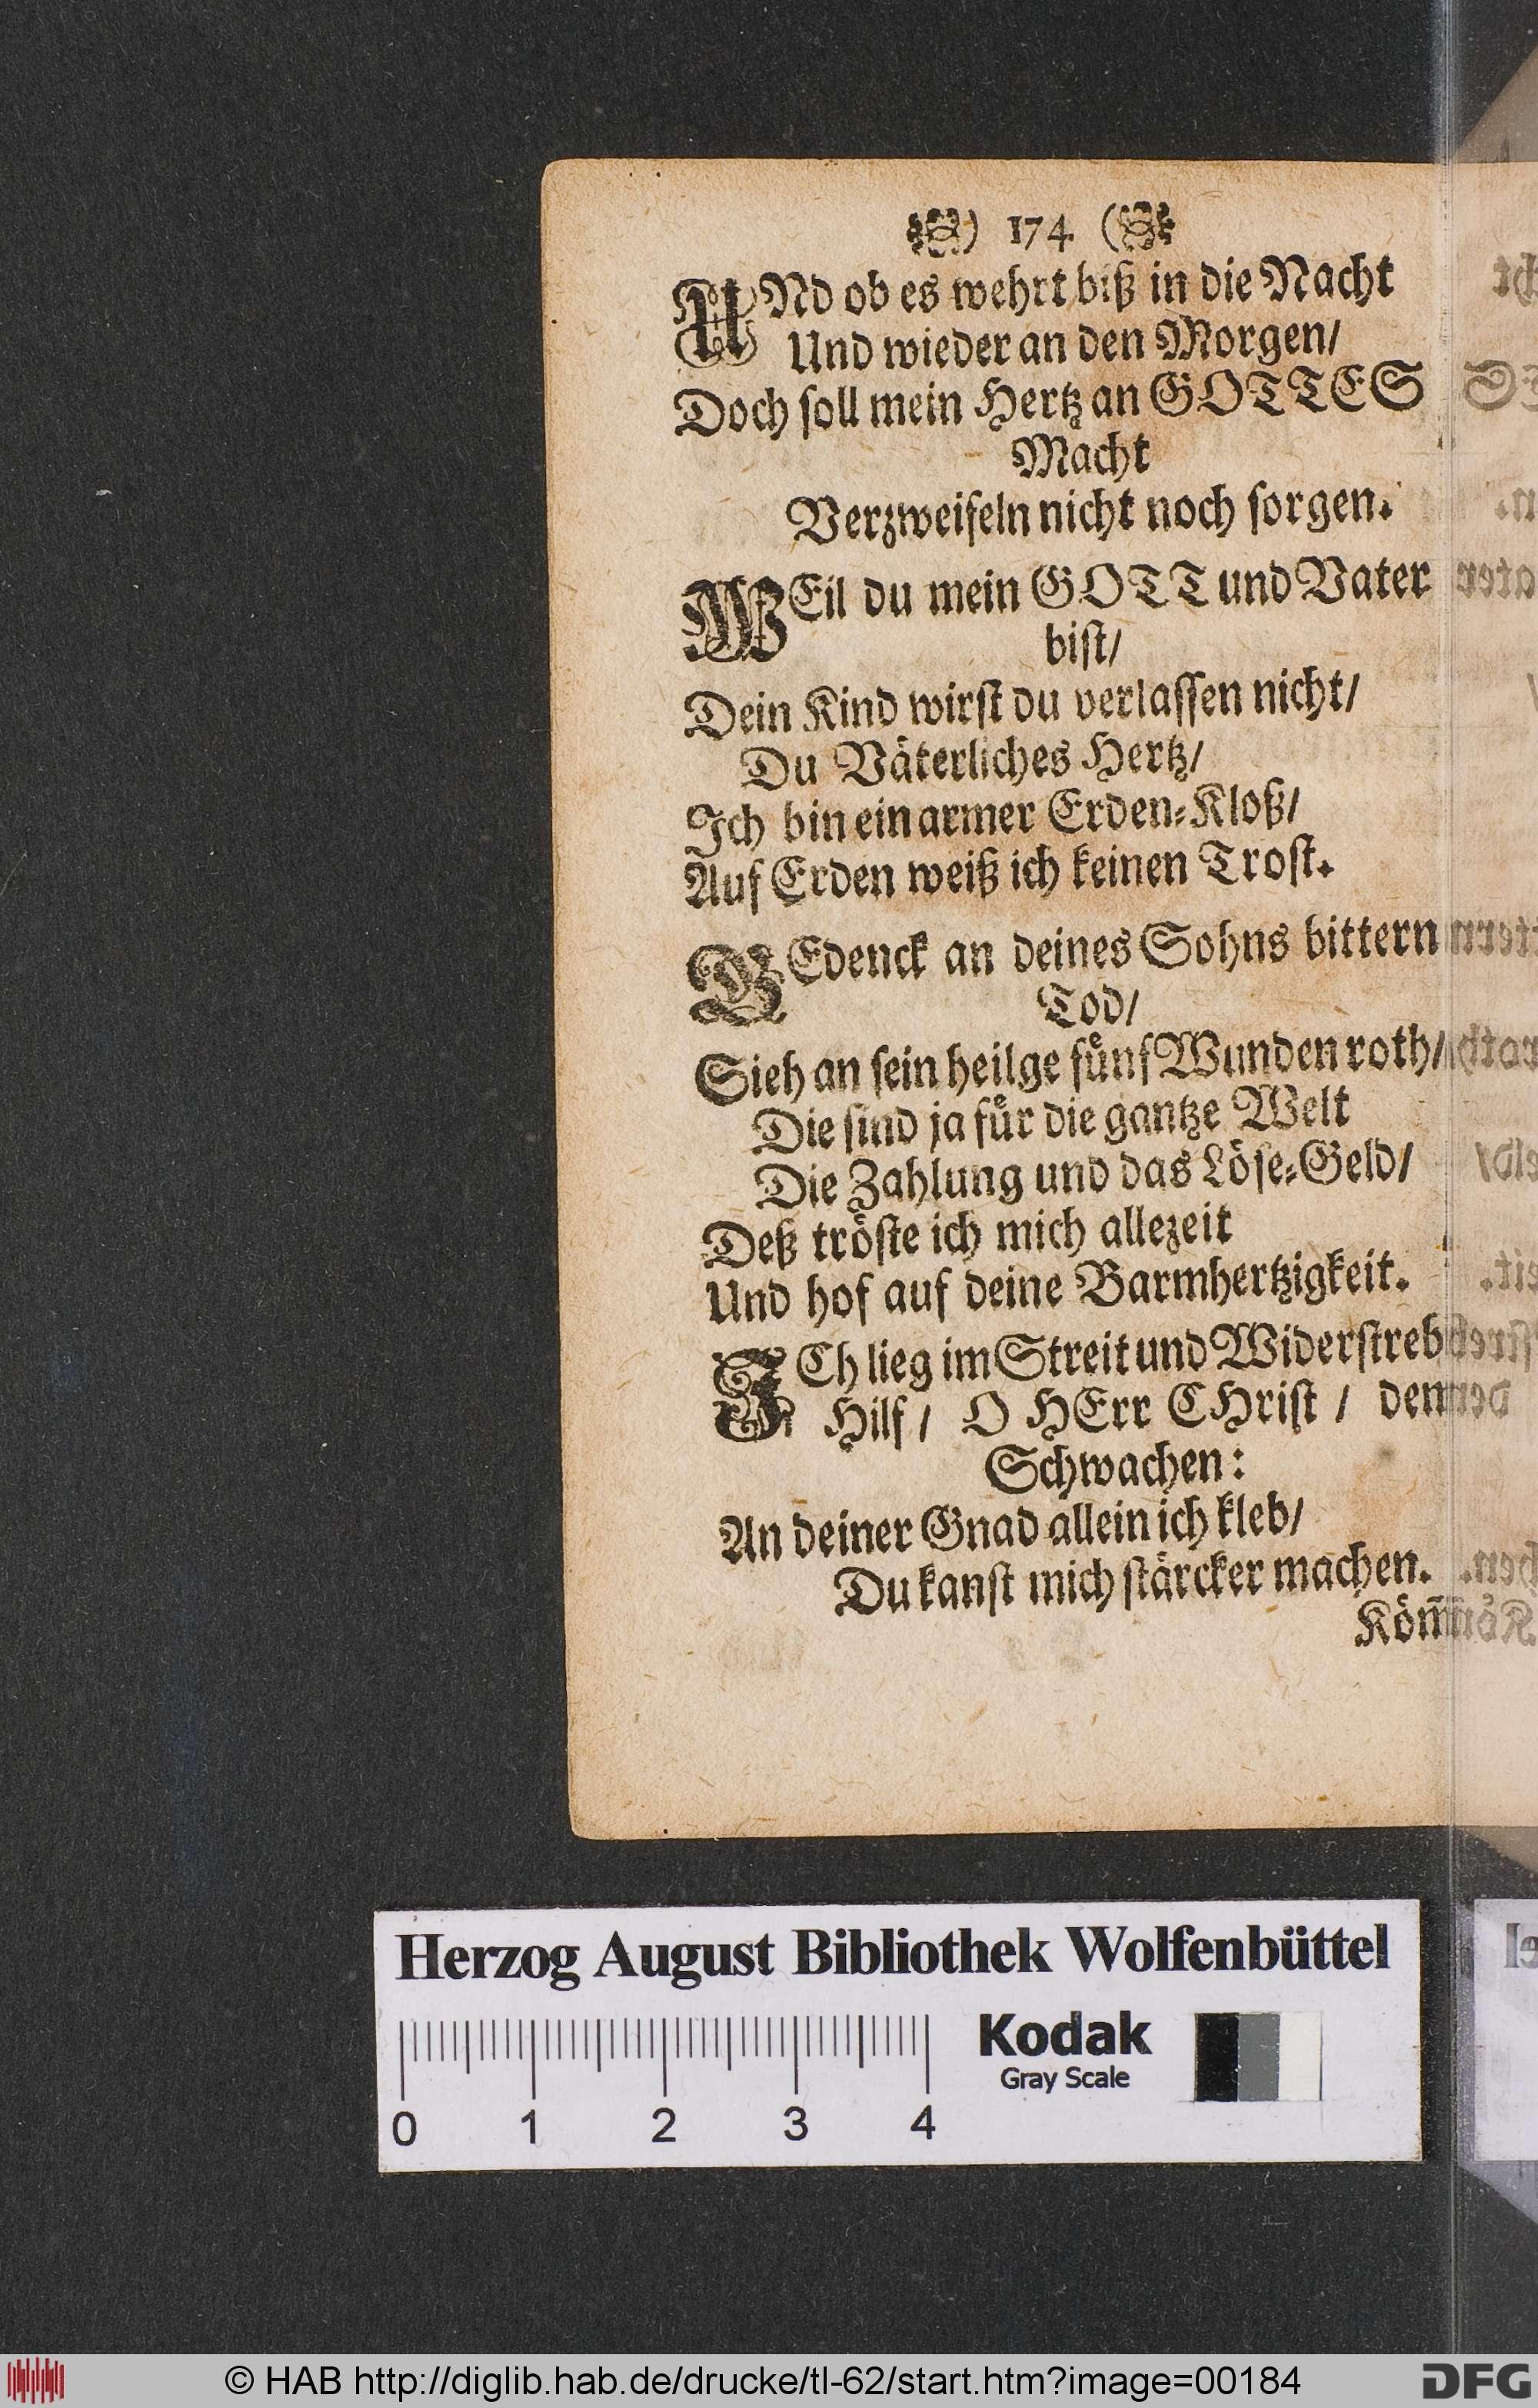 ) 174 (
UNd ob es wehrt biß in die Nacht
Und wieder an den Morgen/
Doch soll mein Hertz an GOTTES
Macht
Verzweifeln nicht noch sorgen.
WEil du mein GOTT und Vater
bist/
Dein Kind wirst du verlassen nicht/
Du Väterliches Hertz/
Ich bin ein armer Erden-Kloß/
Auf Erden weiß ich keinen Trost.
GEdenck an deines Sohns bittern
Tod/
Sieh an sein heilge fünf Wunden roth/
Die sind ja für die gantze Welt
Die Zahlung und das Löse-Geld/
Deß tröste ich mich allezeit
Und hof auf deine Barmhertzigkeit.
ICh lieg im Streit und Widerstreb
Hilf/ O HErr CHrist / dem
Schwachen:
An deiner Gnad allein ich kleb/
Du kanst mich stärcker machen.
Köm̃
Herzog August Bibliothek Wolfenbüttel
Kodak
Gray Scale
0 1 2 3 4
© HAB http://diglib.hab.de/drucke/tl-62/start.htm?image=00184
DFG